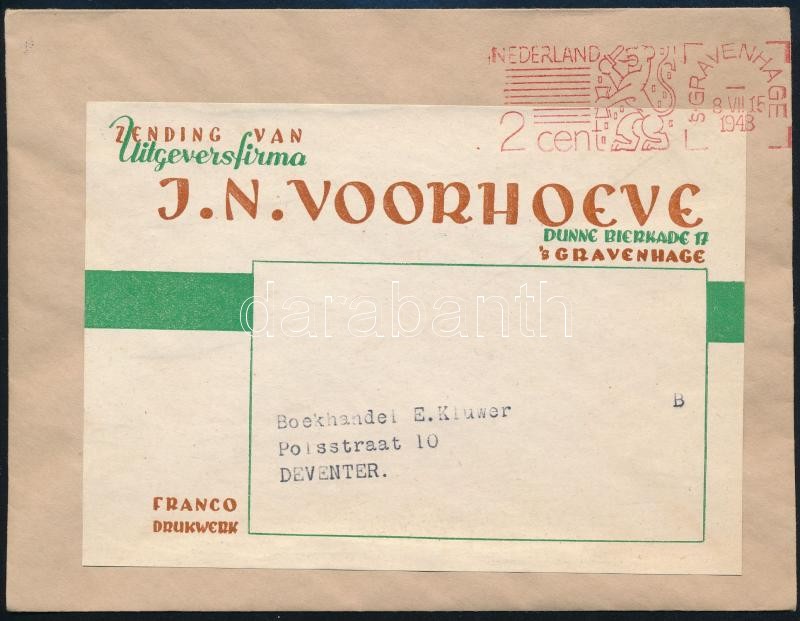 NEDERLAND
2 cent
'S-GRAVENHAGE
8 VII 15
1948
ZENDING VAN
Uitgeversfirma
J.N. VOORHOEVE
DUNNE BIERKADE 17
'S GRAVENHAGE
darabanth
Boekhandel E.Kluwer
B
Polsstraat 10
DEVENTER.
FRANCO
DRUKWERK